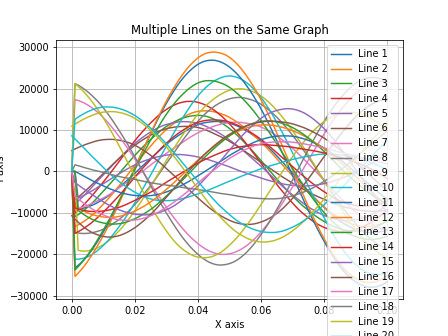 Multiple Lines on the Same Graph
30000
20000
10000
0
-10000
-20000
-30000
0.00
0.02
0.04
0.06
0.08
X axis
Line 1
Line 2
Line 3
Line 4
Line 5
Line 6
Line 7
Line 8
Line 9
Line 10
Line 11
Line 12
Line 13
Line 14
Line 15
Line 16
Line 17
Line 18
Line 19
Line 20